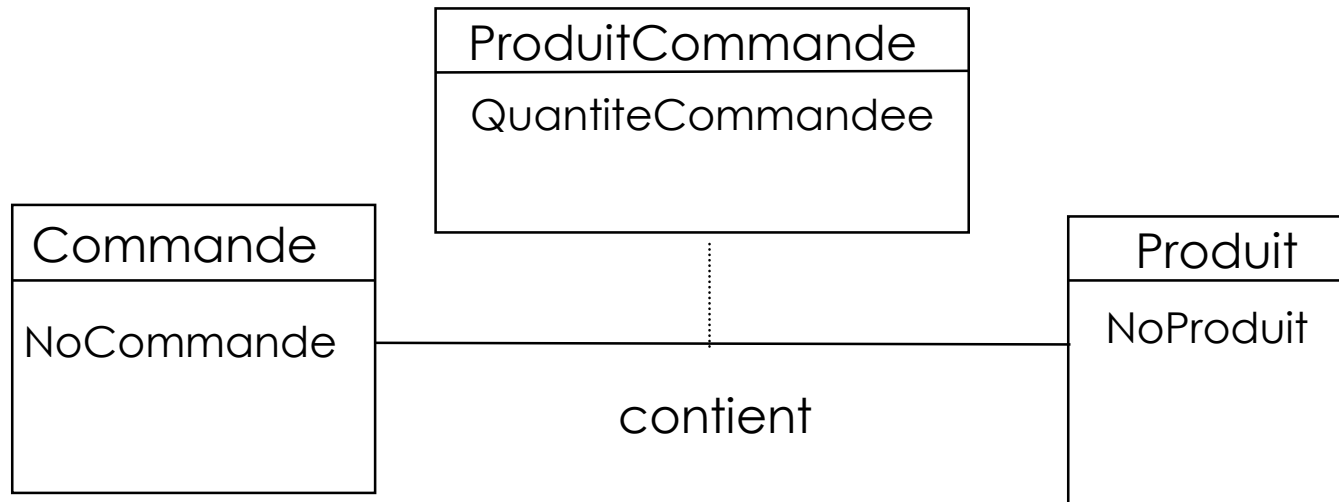 ProduitCommande
QuantiteCommandee
Commande
NoCommande
Produit
NoProduit
contient